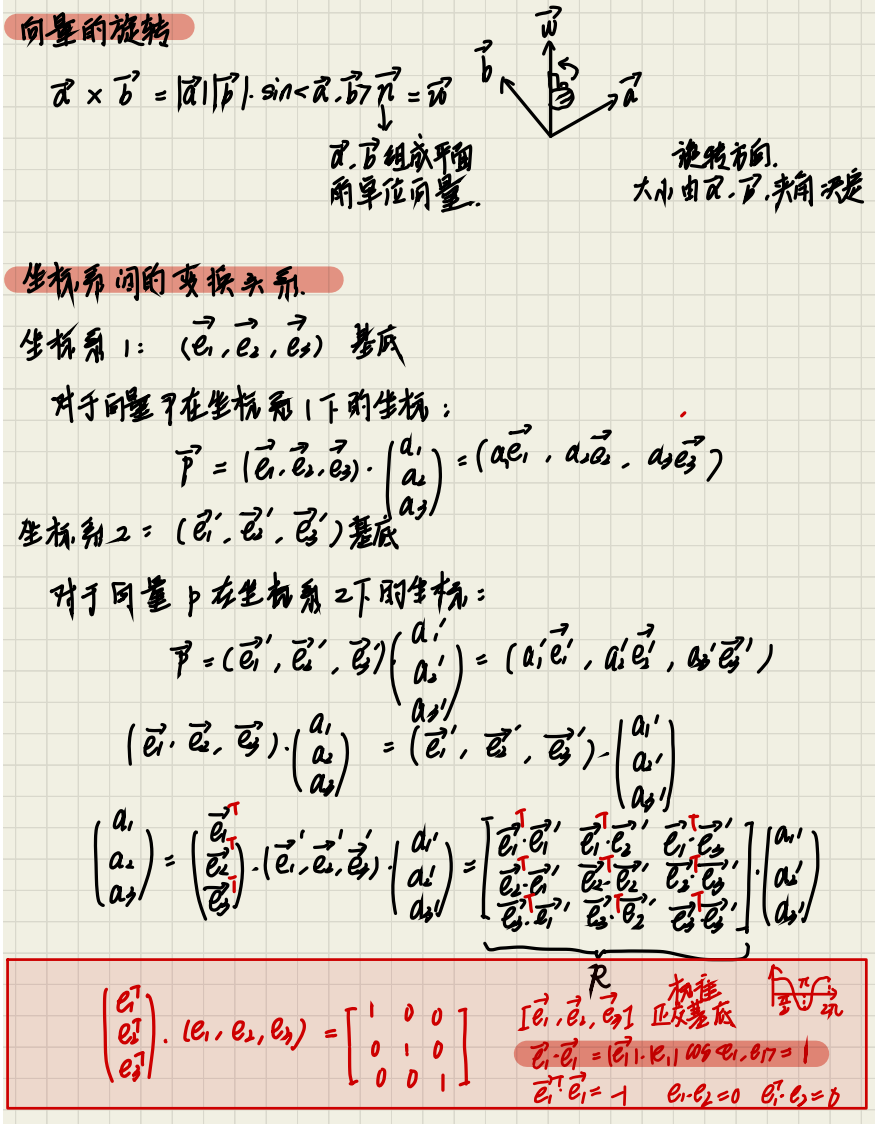 向量的旋转
$\vec{a} \times \vec{b} = |\vec{a}||\vec{b}| \cdot \sin<\vec{a}.\vec{b}> \vec{n} = \vec{w}$
$\vec{w}$
$\vec{b}$
$\vec{a}$
$\vec{a}.\vec{b}$ 组成平面
的单位向量.
旋转方向.
大小由 $\vec{a}.\vec{b}$.夹角决定
坐标系间的变换关系.
坐标系1: $(\vec{e_1}, \vec{e_2}, \vec{e_3})$ 基底
对于向量 $\vec{p}$ 在坐标系1下的坐标:
$\vec{p} = (\vec{e_1}, \vec{e_2}, \vec{e_3}) \cdot \begin{pmatrix} a_1 \\ a_2 \\ a_3 \end{pmatrix} = (a_1\vec{e_1}, a_2\vec{e_2}, a_3\vec{e_3})$
坐标系2: $(\vec{e_1}', \vec{e_2}', \vec{e_3}')$ 基底
对于向量 p 在坐标系2下的坐标:
$\vec{p} = (\vec{e_1}', \vec{e_2}', \vec{e_3}') \cdot \begin{pmatrix} a_1' \\ a_2' \\ a_3' \end{pmatrix} = (a_1'\vec{e_1}', a_2'\vec{e_2}', a_3'\vec{e_3}')$
$(\vec{e_1}, \vec{e_2}, \vec{e_3}) \cdot \begin{pmatrix} a_1 \\ a_2 \\ a_3 \end{pmatrix} = (\vec{e_1}', \vec{e_2}', \vec{e_3}') \cdot \begin{pmatrix} a_1' \\ a_2' \\ a_3' \end{pmatrix}$
$\begin{pmatrix} a_1 \\ a_2 \\ a_3 \end{pmatrix} = \begin{pmatrix} \vec{e_1}^T \\ \vec{e_2}^T \\ \vec{e_3}^T \end{pmatrix} \cdot (\vec{e_1}', \vec{e_2}', \vec{e_3}') \cdot \begin{pmatrix} a_1' \\ a_2' \\ a_3' \end{pmatrix} = \begin{bmatrix} \vec{e_1}^T \cdot \vec{e_1}' & \vec{e_1}^T \cdot \vec{e_2}' & \vec{e_1}^T \cdot \vec{e_3}' \\ \vec{e_2}^T \cdot \vec{e_1}' & \vec{e_2}^T \cdot \vec{e_2}' & \vec{e_2}^T \cdot \vec{e_3}' \\ \vec{e_3}^T \cdot \vec{e_1}' & \vec{e_3}^T \cdot \vec{e_2}' & \vec{e_3}^T \cdot \vec{e_3}' \end{bmatrix} \cdot \begin{pmatrix} a_1' \\ a_2' \\ a_3' \end{pmatrix}$
R
$\begin{pmatrix} e_1^T \\ e_2^T \\ e_3^T \end{pmatrix} \cdot (e_1, e_2, e_3) = \begin{bmatrix} 1 & 0 & 0 \\ 0 & 1 & 0 \\ 0 & 0 & 1 \end{bmatrix}$
标准
$[\vec{e_1}, \vec{e_2}, \vec{e_3}]$ 正交基底
$\frac{\pi}{2}$ π 2π
$\vec{e_1} \cdot \vec{e_1} = |\vec{e_1}| \cdot |e_1| \cos<e_1, e_1> = 1$
$\vec{e_1}^T \cdot \vec{e_1} = -1$ $e_1 \cdot e_2 = 0$ $e_1^T \cdot e_2 = 0$